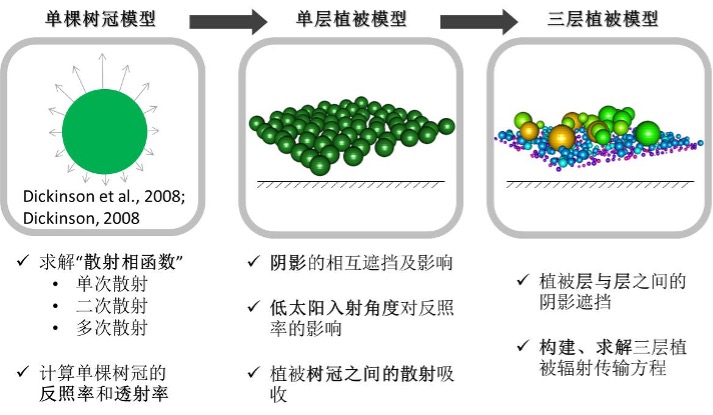 单棵树冠模型
单层植被模型
三层植被模型
Dickinson et al., 2008;
Dickinson, 2008
✓ 求解“散射相函数”
• 单次散射
• 二次散射
• 多次散射
✓ 计算单棵树冠的
反照率和透射率
✓ 阴影的相互遮挡及影响
✓ 低太阳入射角度对反照
率的影响
✓ 植被树冠之间的散射吸
收
✓ 植被层与层之间的
阴影遮挡
✓ 构建、求解三层植
被辐射传输方程